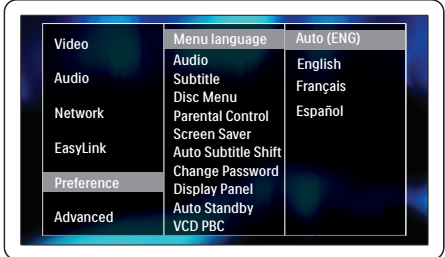 Video
Audio
Network
EasyLink
Preference
Advanced
Menu language
Audio
Subtitle
Disc Menu
Parental Control
Screen Saver
Auto Subtitle Shift
Change Password
Display Panel
Auto Standby
VCD PBC
Auto (ENG)
English
Français
Español